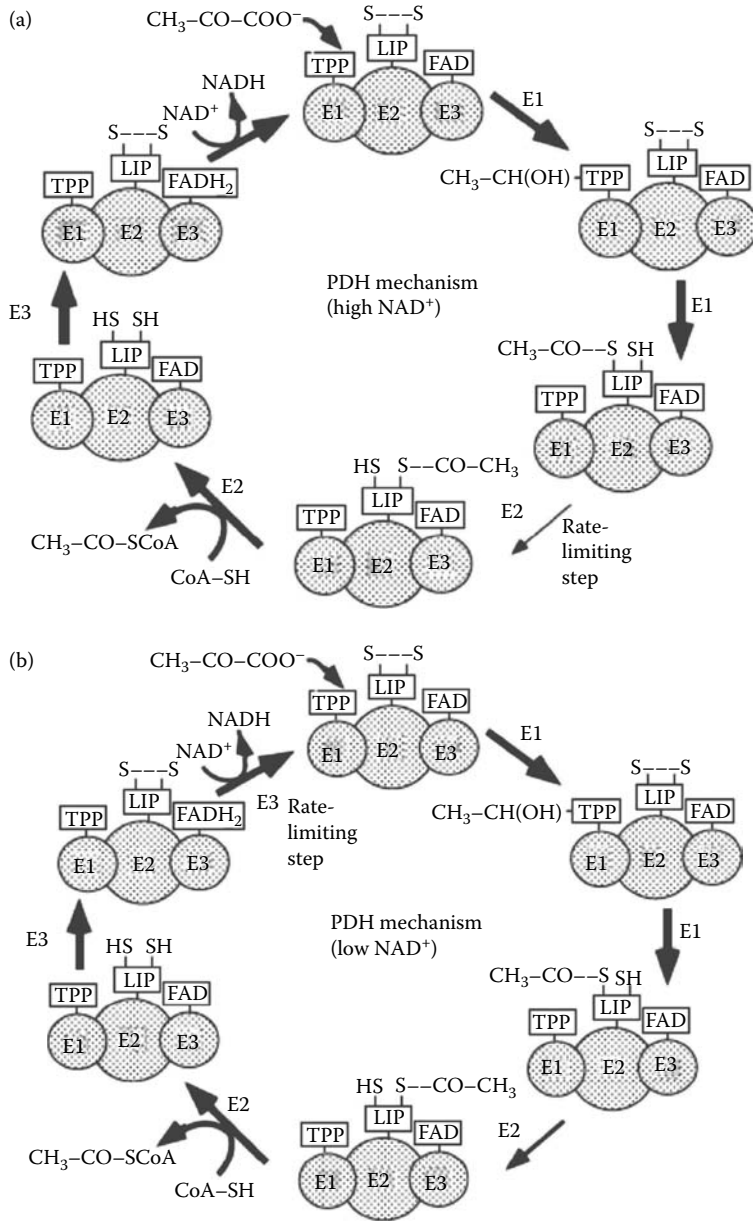 (a)
CH₃–CO–COO⁻
S---S
LIP
TPP
FAD
E1
E2
E3
E1
S---S
LIP
CH₃–CH(OH)
TPP
FAD
E1
E2
E3
E1
CH₃–CO--S SH
LIP
TPP
FAD
E1
E2
E3
E2
Rate-
limiting
step
HS S--CO–CH₃
LIP
TPP
FAD
E1
E2
E3
E2
CH₃–CO–SCoA
CoA–SH
HS SH
LIP
TPP
FAD
E1
E2
E3
E3
S---S
LIP
TPP
FADH₂
E1
E2
E3
NAD⁺
NADH
PDH mechanism
(high NAD⁺)
(b)
CH₃–CO–COO⁻
S---S
LIP
TPP
FAD
E1
E2
E3
E1
S---S
LIP
CH₃–CH(OH)
TPP
FAD
E1
E2
E3
E1
CH₃–CO--S SH
LIP
TPP
FAD
E1
E2
E3
E2
HS S--CO–CH₃
LIP
TPP
FAD
E1
E2
E3
E2
CH₃–CO–SCoA
CoA–SH
HS SH
LIP
TPP
FAD
E1
E2
E3
E3
S---S
LIP
TPP
FADH₂
E1
E2
E3
NAD⁺
NADH
E3
Rate-
limiting
step
PDH mechanism
(low NAD⁺)